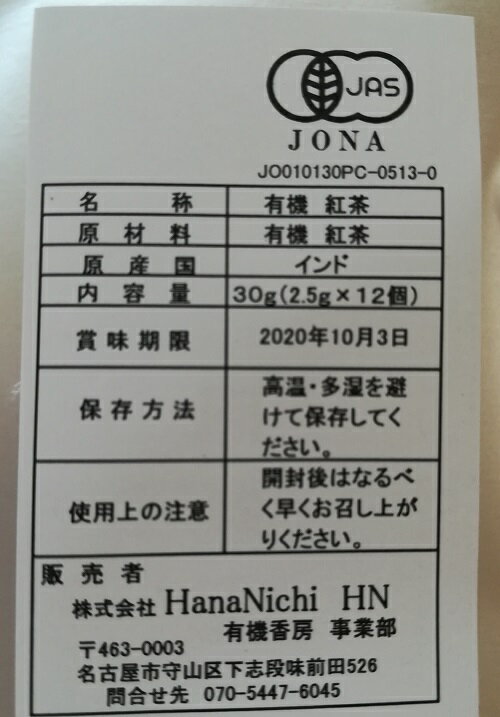 JAS
JONA
JO010130PC-0513-0
名称 有機 紅茶
原材料 有機 紅茶
原産国 インド
内容量 30g(2.5g×12個)
賞味期限 2020年10月3日
保存方法
高温・多湿を避
けて保存してく
ださい。
使用上の注意
開封後はなるべ
く早くお召し上が
りください。
販売者
株式会社 HanaNichi HN
有機香房 事業部
〒463-0003
名古屋市守山区下志段味前田526
問合せ先 070-5447-6045